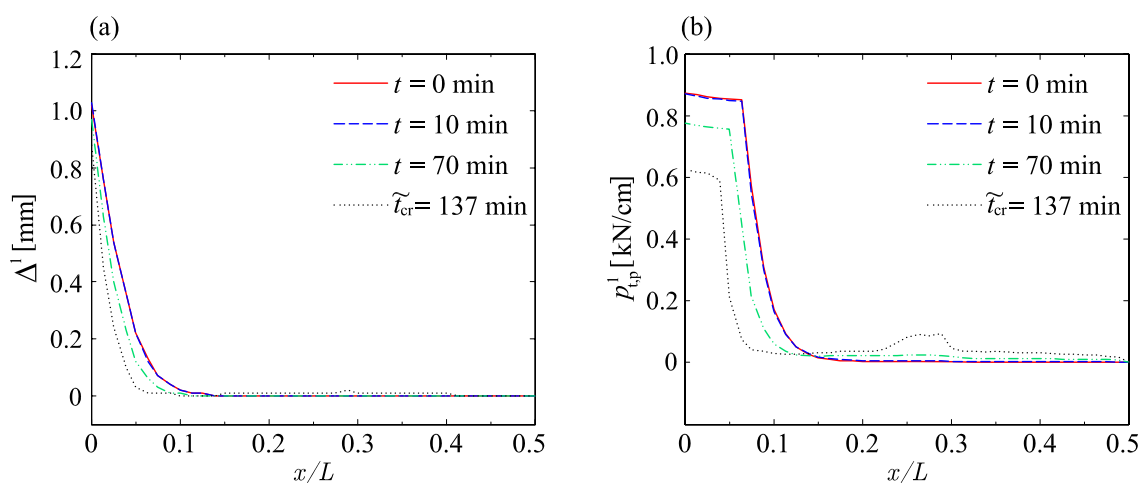 (a)
1.2
1.0
0.8
0.6
0.4
0.2
0
Δ¹ [mm]
t = 0 min
t = 10 min
t = 70 min
t̃cr = 137 min
0 0.1 0.2 0.3 0.4 0.5
x/L
(b)
1.0
0.8
0.6
0.4
0.2
0
p¹t,p [kN/cm]
t = 0 min
t = 10 min
t = 70 min
t̃cr = 137 min
0 0.1 0.2 0.3 0.4 0.5
x/L